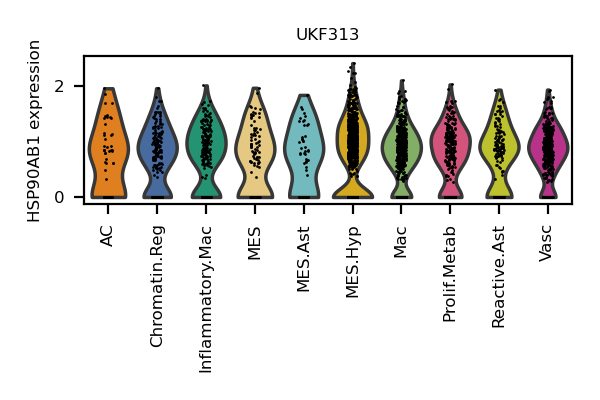 UKF313
HSP90AB1 expression
2
0
AC
Chromatin.Reg
Inflammatory.Mac
MES
MES.Ast
MES.Hyp
Mac
Prolif.Metab
Reactive.Ast
Vasc